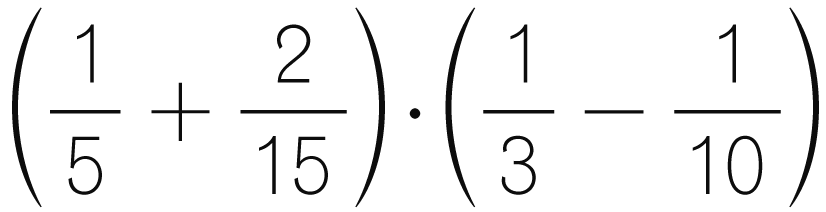 (1/5 + 2/15) · (1/3 − 1/10)